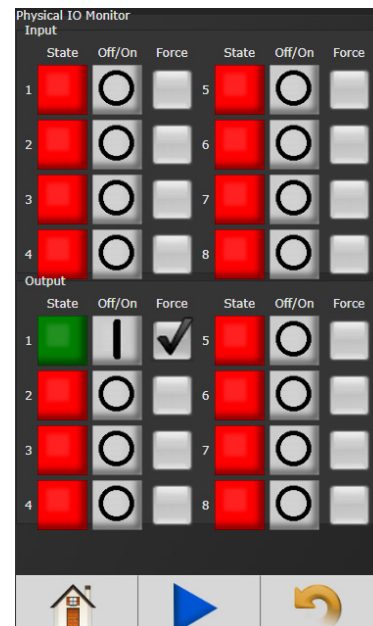 Physical IO Monitor
Input
State Off/On Force State Off/On Force
1 5
2 6
3 7
4 8
Output
State Off/On Force State Off/On Force
1 5
2 6
3 7
4 8